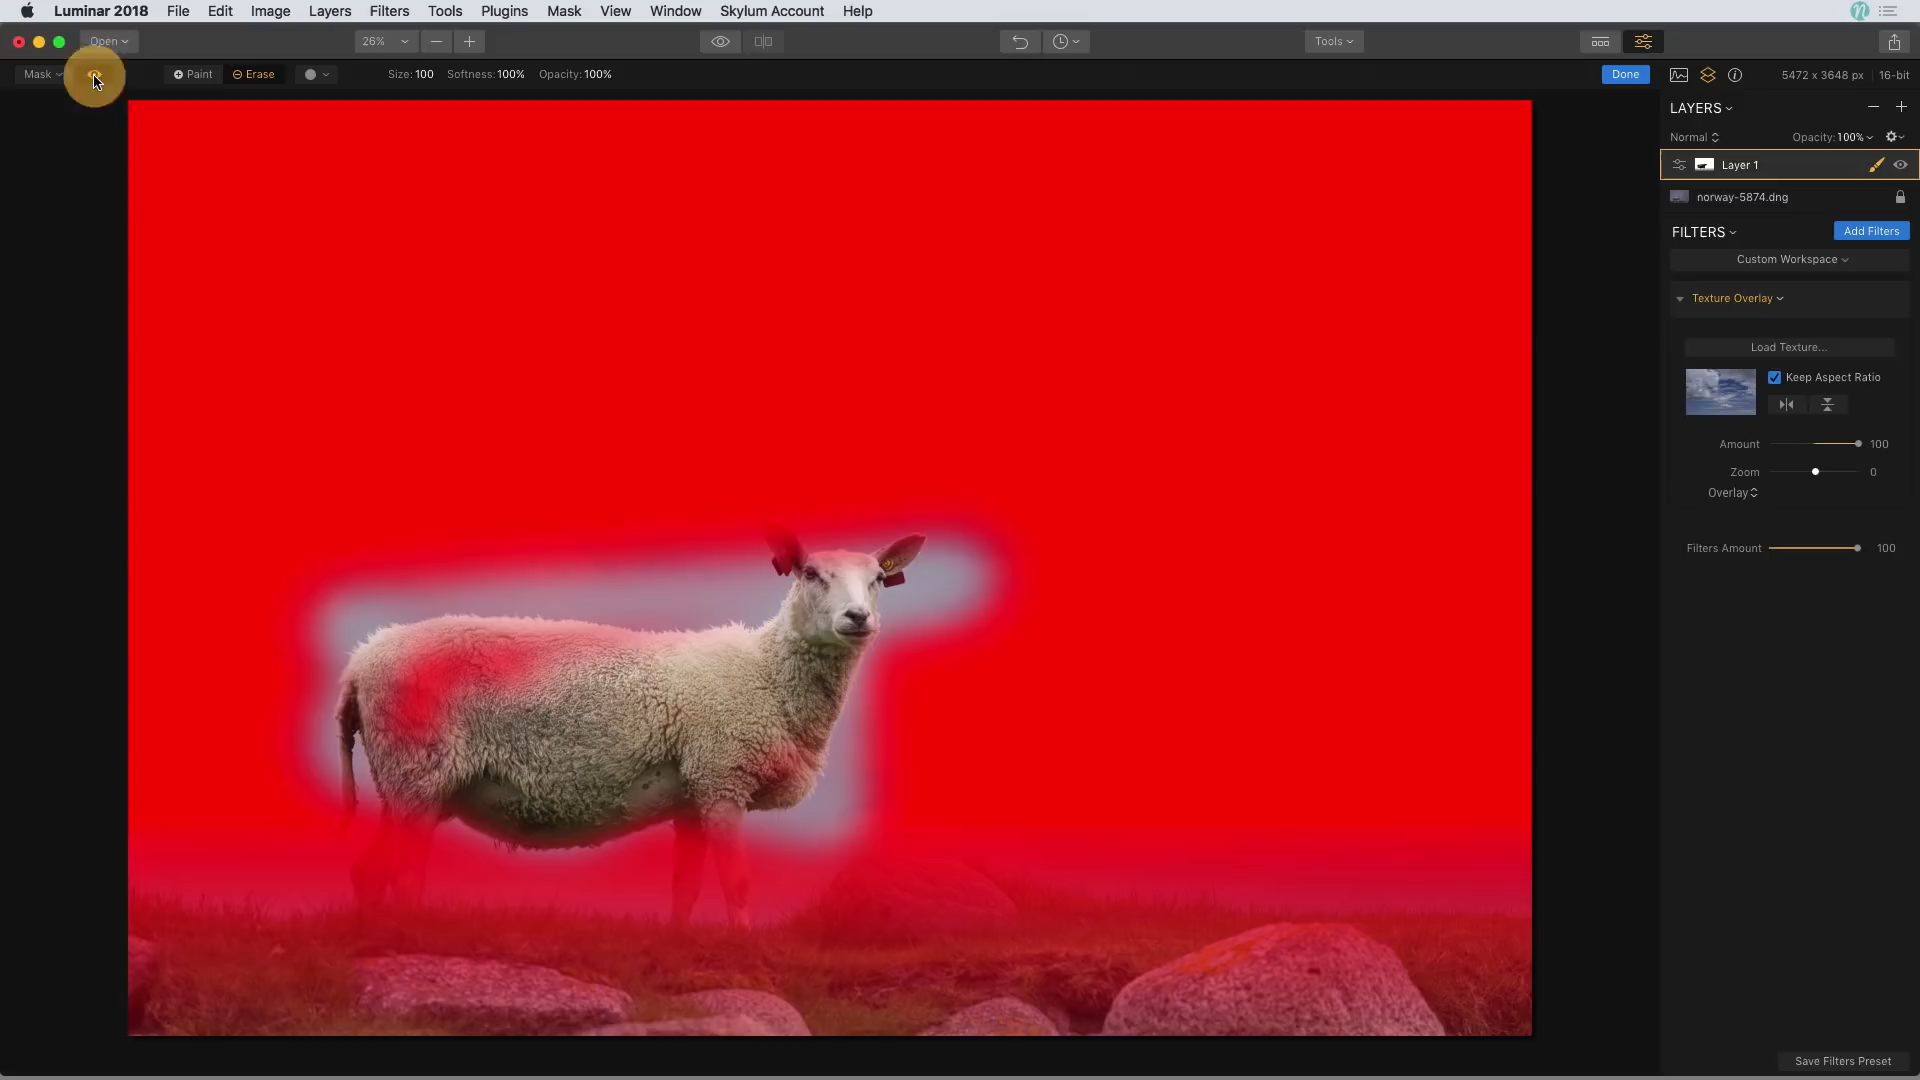 Luminar 2018 File Edit Image Layers Filters Tools Plugins Mask View Window Skylum Account Help
Open 26% Tools
Mask Paint Erase Size: 100 Softness: 100% Opacity: 100% Done 5472 x 3648 px 16-bit
LAYERS
Normal Opacity: 100%
Layer 1
norway-5874.dng
FILTERS Add Filters
Custom Workspace
Texture Overlay
Load Texture...
Keep Aspect Ratio
Amount 100
Zoom 0
Overlay
Filters Amount 100
Save Filters Preset